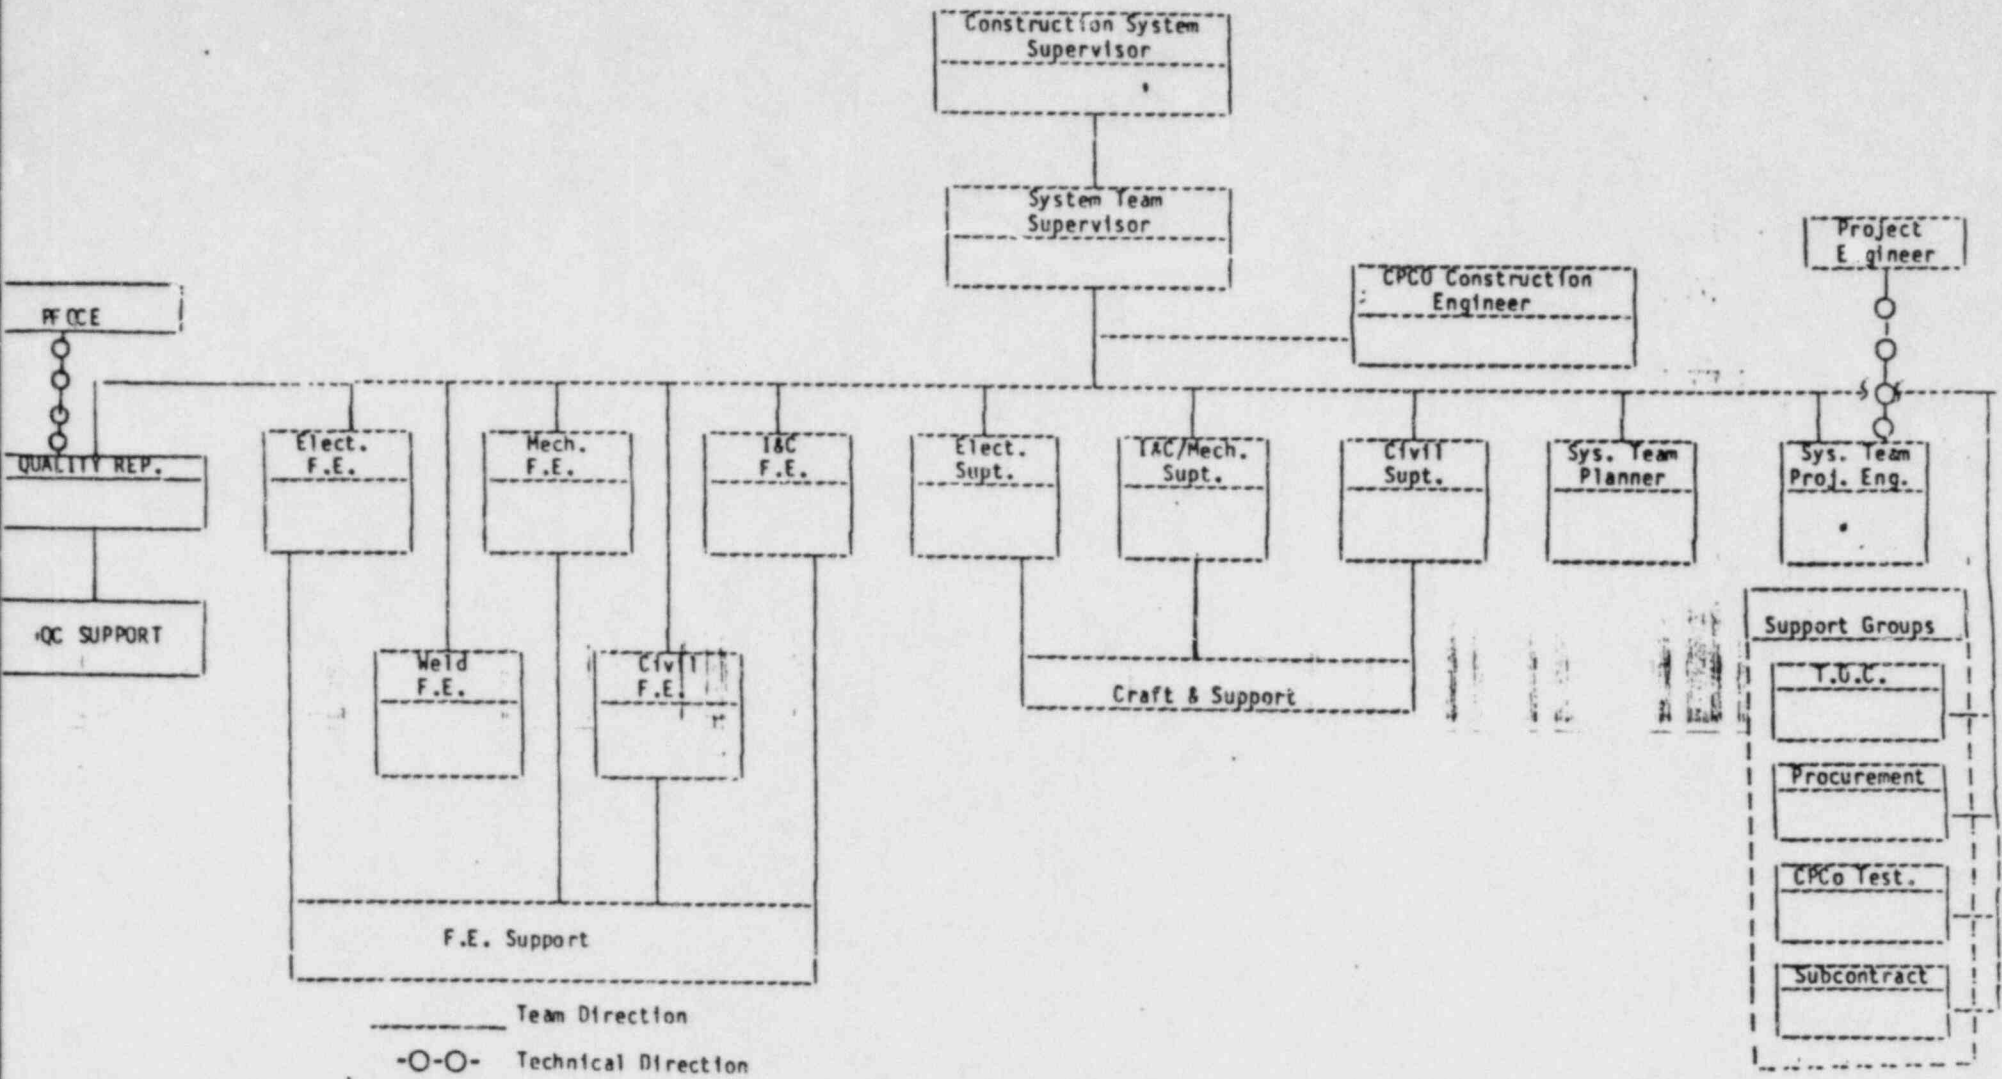 Construction System
Supervisor
System Team
Supervisor
Project
E gineer
CPCO Construction
Engineer
QUALITY REP.
Elect.
F.E.
Mech.
F.E.
I&C
F.E.
Elect.
Supt.
I&C/Mech.
Supt.
Civil
Supt.
Sys. Team
Planner
Sys. Team
Proj. Eng.
QC SUPPORT
Weld
F.E.
Civil
F.E.
Craft & Support
Support Groups
Procurement
CPCo Test.
Subcontract
F.E. Support
Team Direction
-O-O- Technical Direction